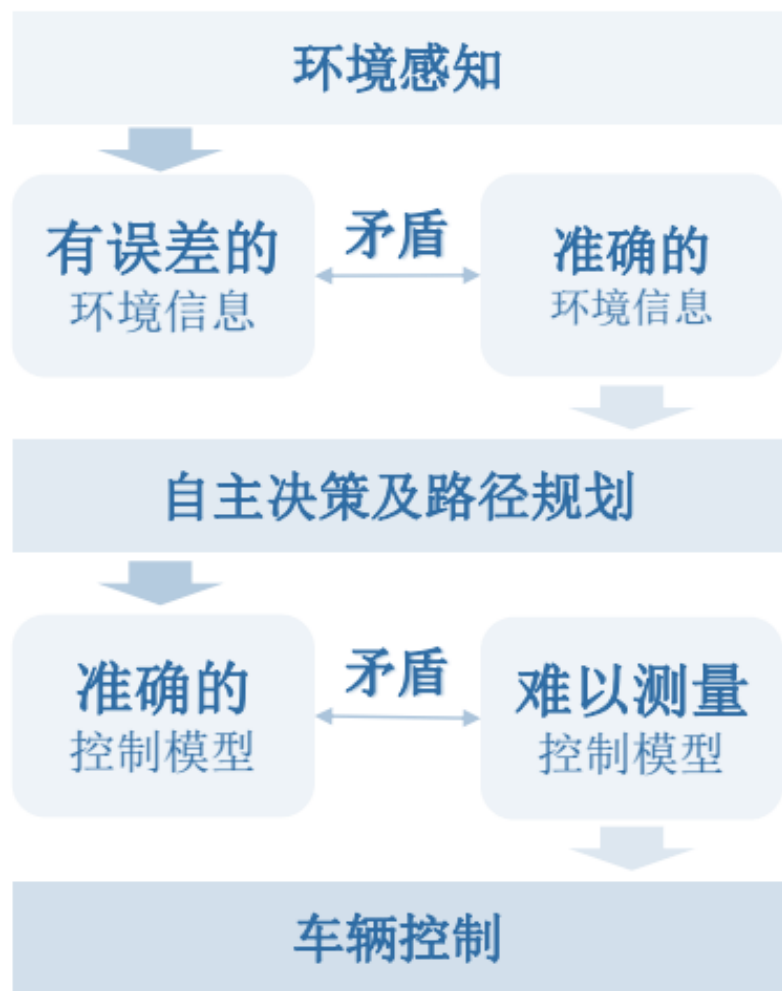 环境感知
有误差的
环境信息
矛盾
准确的
环境信息
自主决策及路径规划
准确的
控制模型
矛盾
难以测量
控制模型
车辆控制